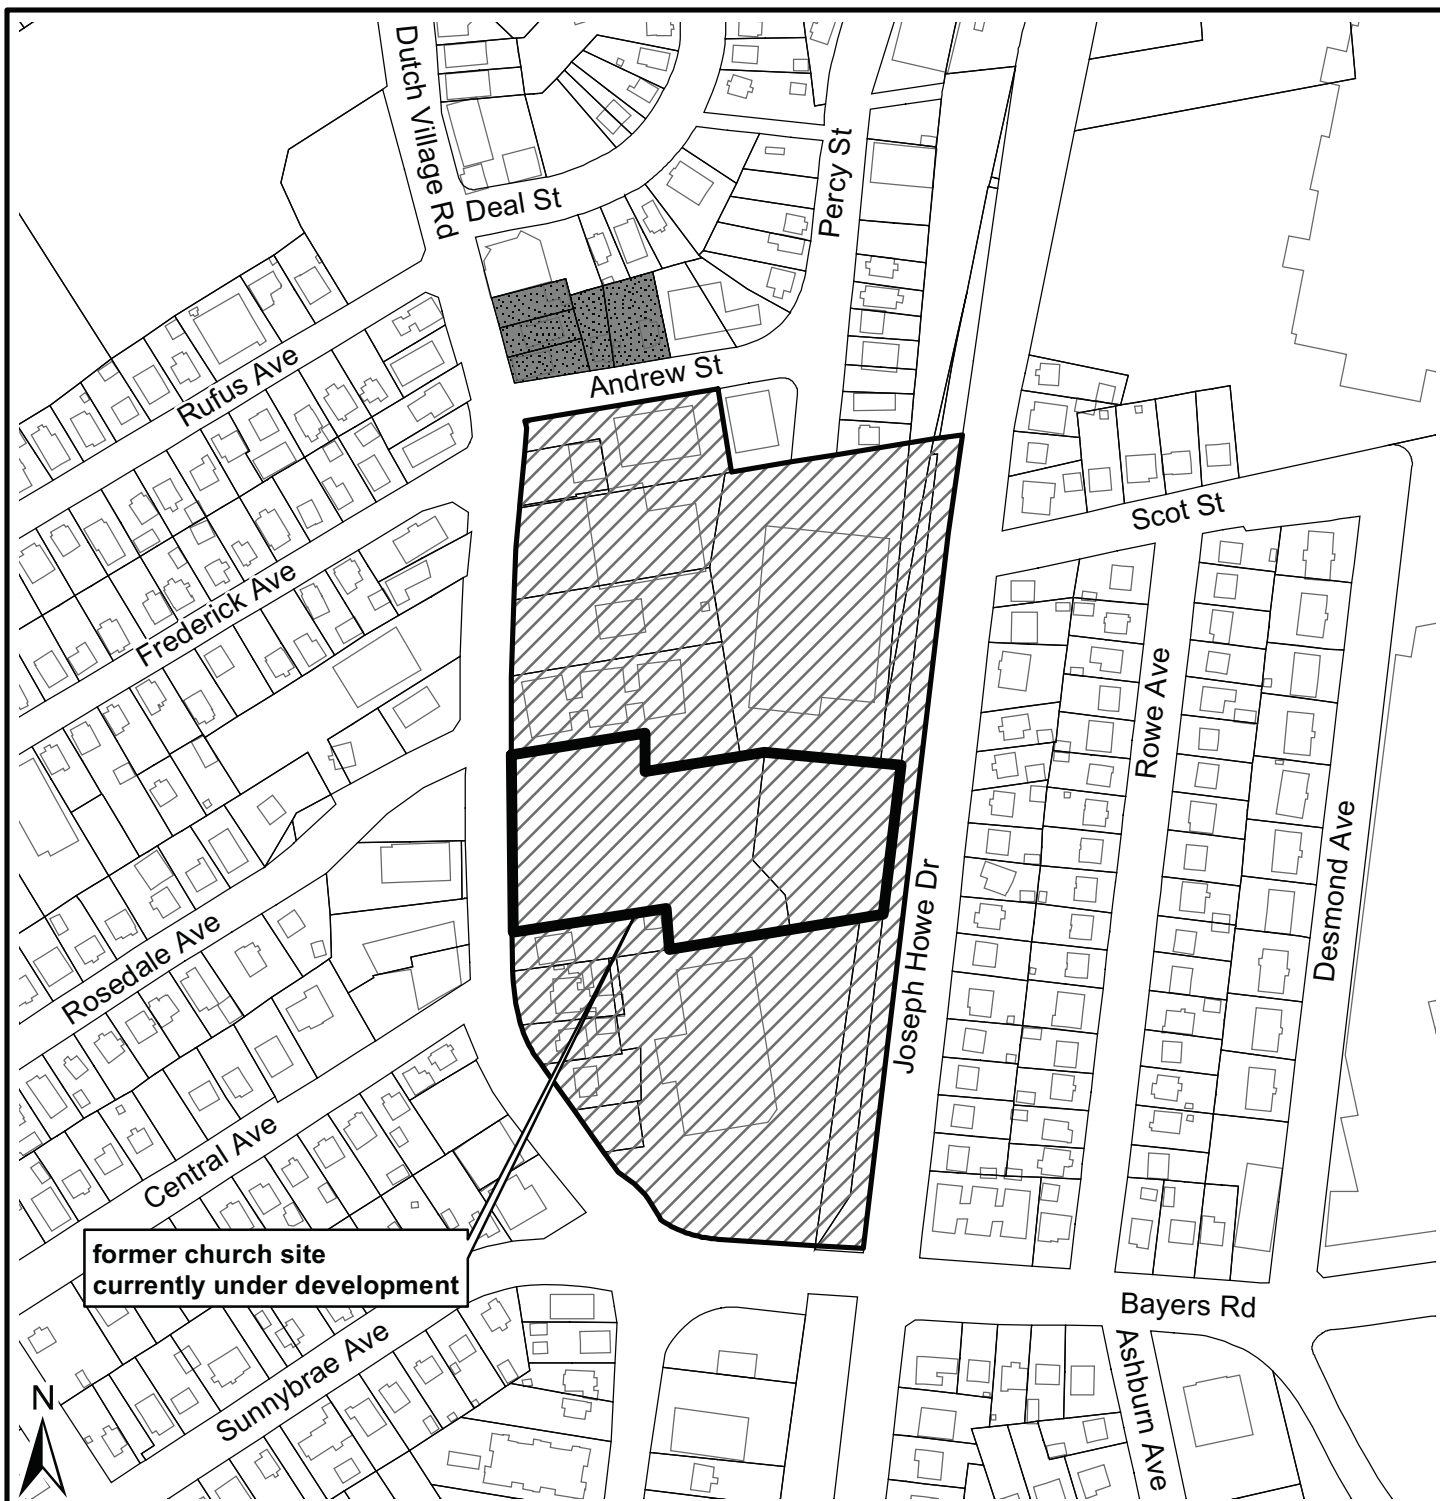 Dutch Village Rd
Deal St
Percy St
Andrew St
Rufus Ave
Scot St
Frederick Ave
Rowe Ave
Desmond Ave
Joseph Howe Dr
Rosedale Ave
Central Ave
former church site
currently under development
Bayers Rd
Ashburn Ave
Sunnybrae Ave
N